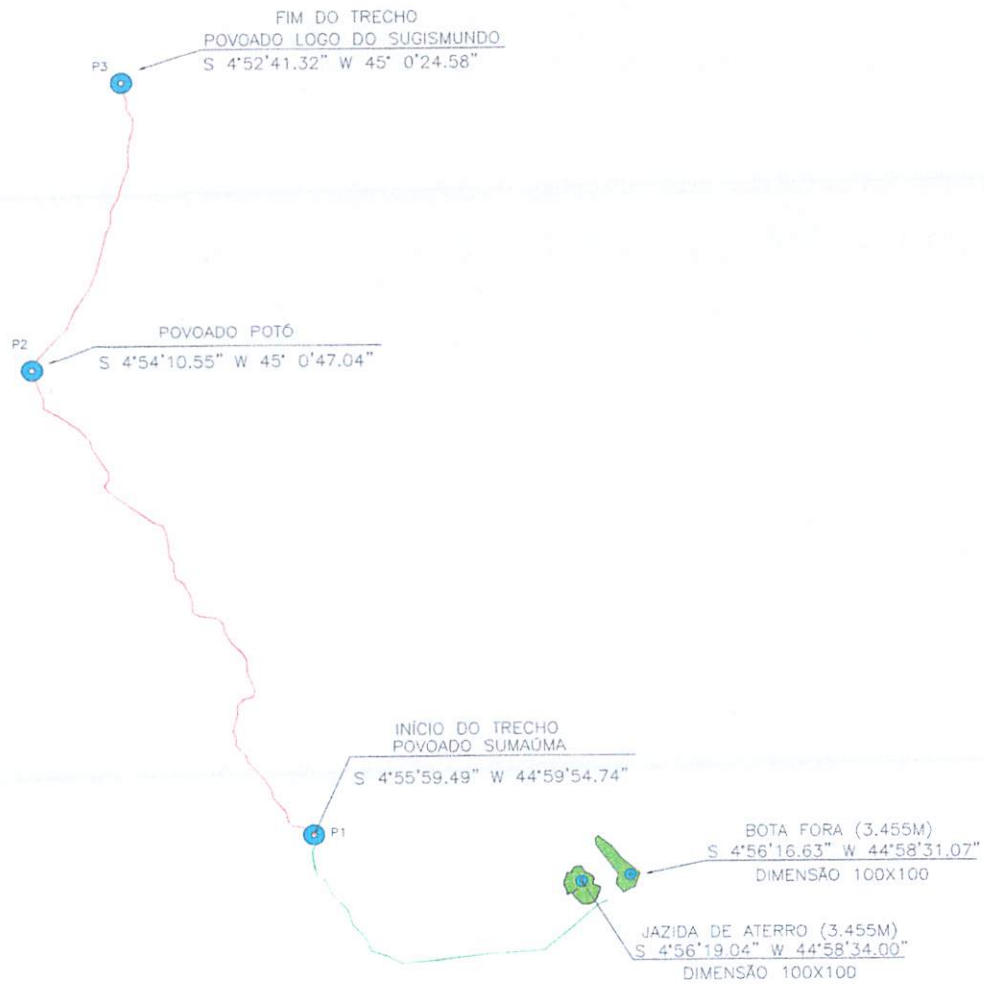 FIM DO TRECHO
POVOADO LOGO DO SUGISMUNDO
S 4°52'41.32" W 45° 0'24.58"
P3
POVOADO POTÓ
S 4°54'10.55" W 45° 0'47.04"
P2
INÍCIO DO TRECHO
POVOADO SUMAÚMA
S 4°55'59.49" W 44°59'54.74"
P1
BOTA FORA (3.455M)
S 4°56'16.63" W 44°58'31.07"
DIMENSÃO 100X100
JAZIDA DE ATERRO (3.455M)
S 4°56'19.04" W 44°58'34.00"
DIMENSÃO 100X100